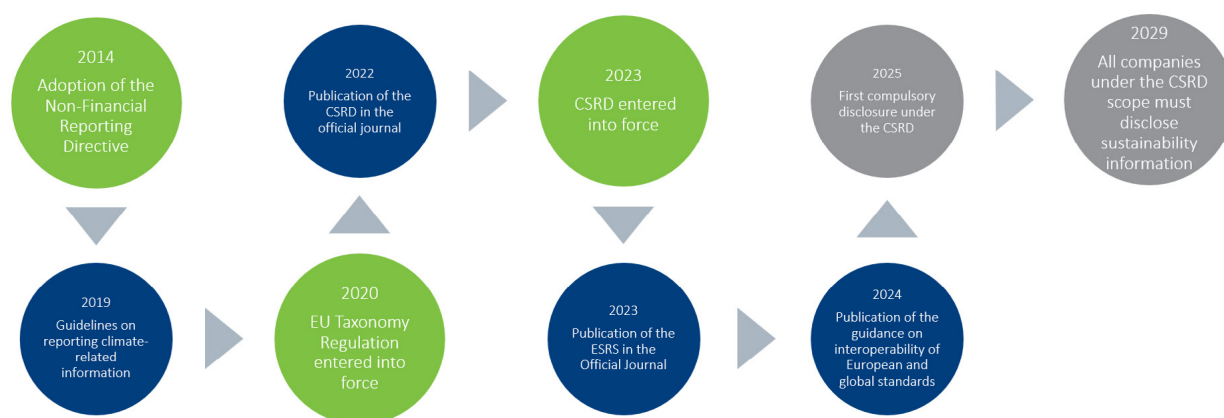 2014
Adoption of the
Non-Financial
Reporting
Directive
2019
Guidelines on
reporting climate-
related
information
2020
EU Taxonomy
Regulation
entered into
force
2022
Publication of the
CSRD in the
official journal
2023
CSRD entered
into force
2023
Publication of the
ESRS in the
Official Journal
2024
Publication of the
guidance on
interoperability of
European and
global standards
2025
First compulsory
disclosure under
the CSRD
2029
All companies
under the CSRD
scope must
disclose
sustainability
information